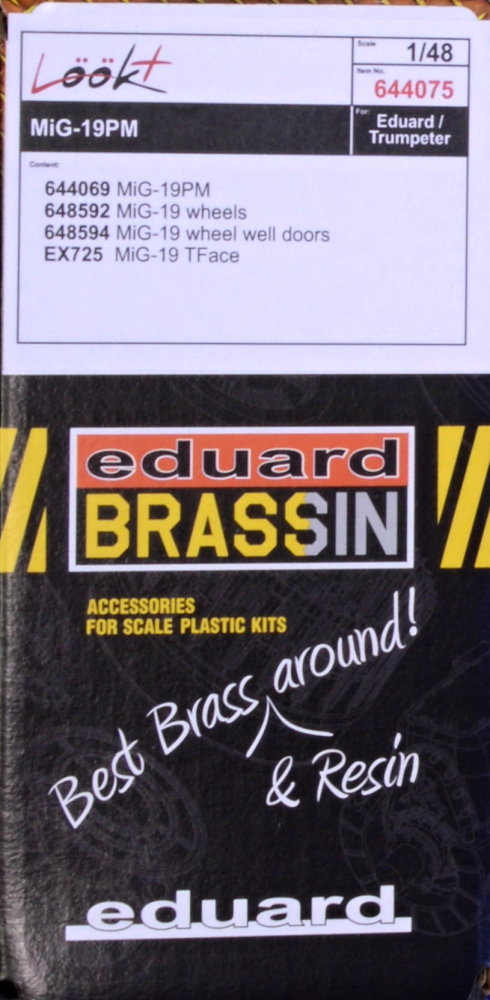 Löök+
Scale
1/48
Item No.
644075
MiG-19PM
For:
Eduard /
Trumpeter
Content:
644069 MiG-19PM
648592 MiG-19 wheels
648594 MiG-19 wheel well doors
EX725 MiG-19 TFace
eduard
BRASSIN
ACCESSORIES
FOR SCALE PLASTIC KITS
Best Brass around!
& Resin
eduard